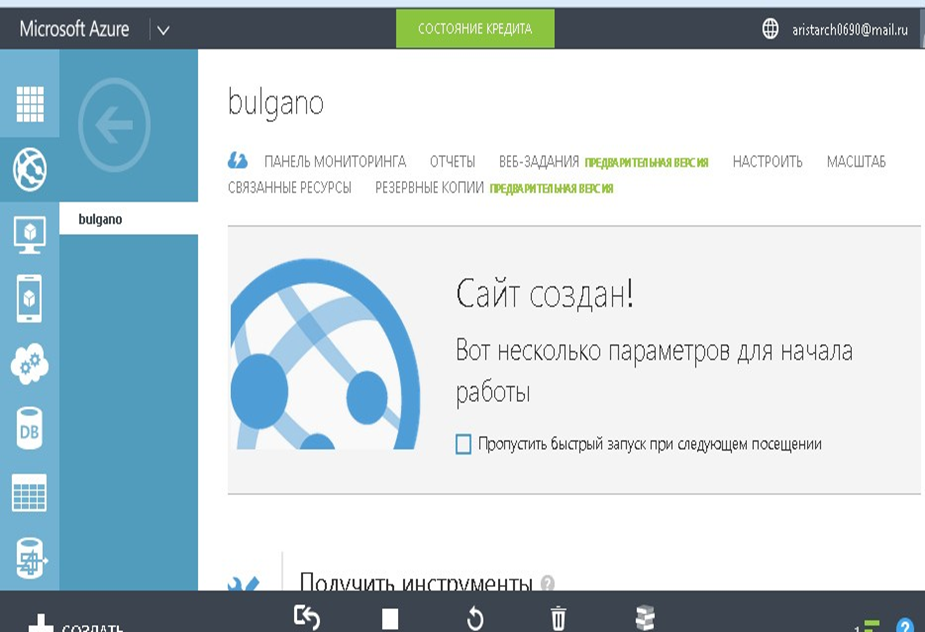 Microsoft Azure
СОСТОЯНИЕ КРЕДИТА
aristarch0690@mail.ru
bulgano
ПАНЕЛЬ МОНИТОРИНГА ОТЧЕТЫ ВЕБ-ЗАДАНИЯ ПРЕДВАРИТЕЛЬНАЯ ВЕРСИЯ НАСТРОИТЬ МАСШТАБ
СВЯЗАННЫЕ РЕСУРСЫ РЕЗЕРВНЫЕ КОПИИ ПРЕДВАРИТЕЛЬНАЯ ВЕРСИЯ
bulgano
Сайт создан!
Вот несколько параметров для начала
работы
Пропустить быстрый запуск при следующем посещении
DB
Получить инструменты ?
СОЗДАТЬ
1 ?